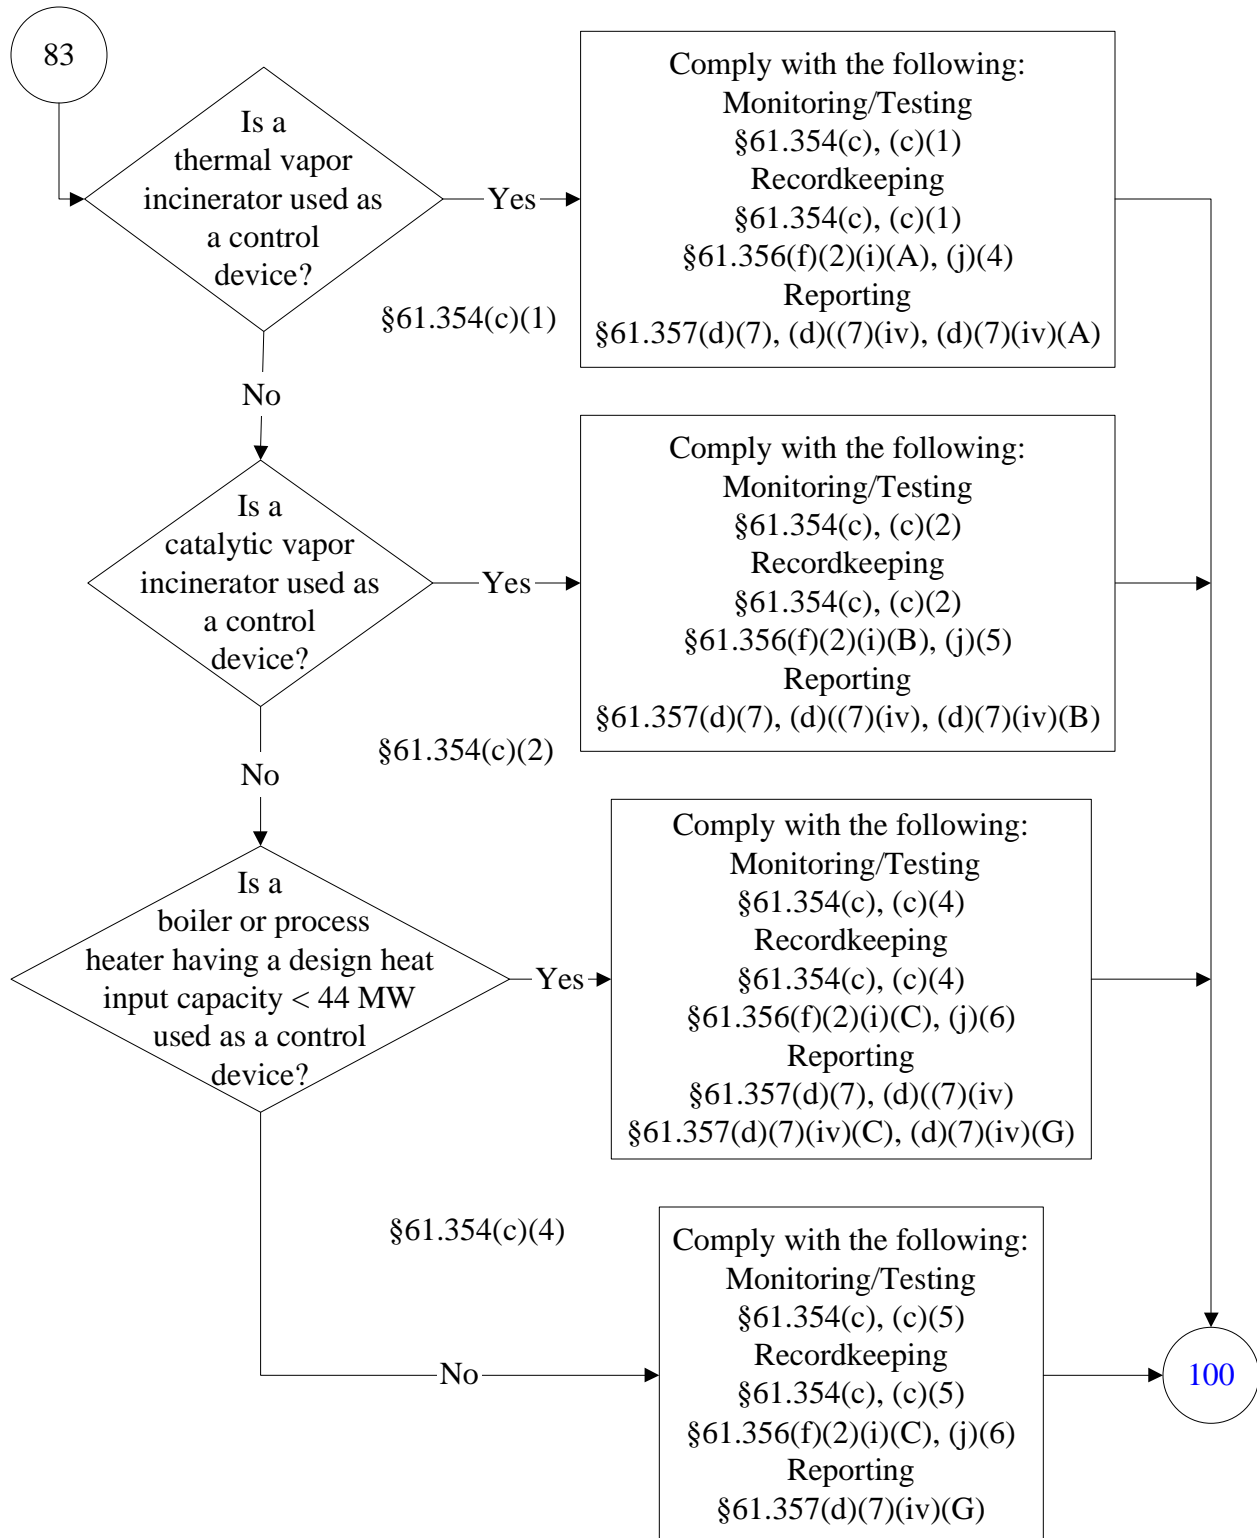 83
Is a
thermal vapor
incinerator used as
a control
device?
Yes
Comply with the following:
Monitoring/Testing
§61.354(c), (c)(1)
Recordkeeping
§61.354(c), (c)(1)
§61.356(f)(2)(i)(A), (j)(4)
Reporting
§61.357(d)(7), (d)((7)(iv), (d)(7)(iv)(A)
§61.354(c)(1)
No
Is a
catalytic vapor
incinerator used as
a control
device?
Yes
Comply with the following:
Monitoring/Testing
§61.354(c), (c)(2)
Recordkeeping
§61.354(c), (c)(2)
§61.356(f)(2)(i)(B), (j)(5)
Reporting
§61.357(d)(7), (d)((7)(iv), (d)(7)(iv)(B)
§61.354(c)(2)
No
Is a
boiler or process
heater having a design heat
input capacity < 44 MW
used as a control
device?
Yes
Comply with the following:
Monitoring/Testing
§61.354(c), (c)(4)
Recordkeeping
§61.354(c), (c)(4)
§61.356(f)(2)(i)(C), (j)(6)
Reporting
§61.357(d)(7), (d)((7)(iv)
§61.357(d)(7)(iv)(C), (d)(7)(iv)(G)
§61.354(c)(4)
No
Comply with the following:
Monitoring/Testing
§61.354(c), (c)(5)
Recordkeeping
§61.354(c), (c)(5)
§61.356(f)(2)(i)(C), (j)(6)
Reporting
§61.357(d)(7)(iv)(G)
100